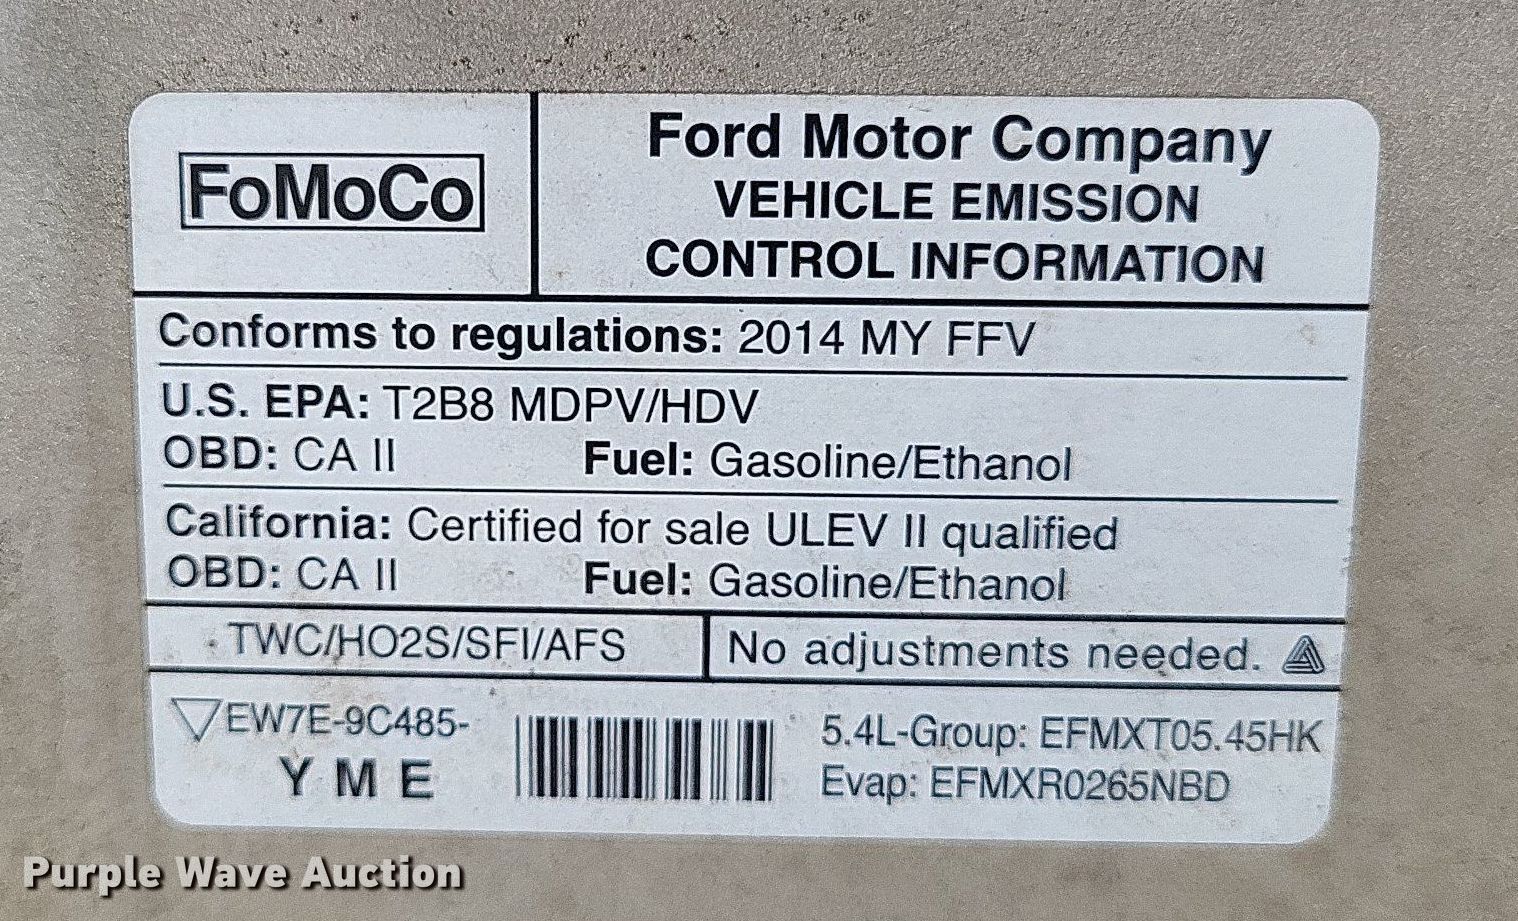 FoMoCo
Ford Motor Company
VEHICLE EMISSION
CONTROL INFORMATION
Conforms to regulations: 2014 MY FFV
U.S. EPA: T2B8 MDPV/HDV
OBD: CA II Fuel: Gasoline/Ethanol
California: Certified for sale ULEV II qualified
OBD: CA II Fuel: Gasoline/Ethanol
TWC/HO2S/SFI/AFS
No adjustments needed.
EW7E-9C485-
Y M E
5.4L-Group: EFMXT05.45HK
Evap: EFMXR0265NBD
Purple Wave Auction